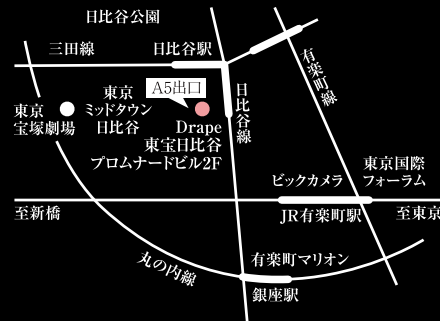 日比谷公園
三田線
日比谷駅
有楽町線
A5出口
東京
ミッドタウン
日比谷
東京
宝塚劇場
日比谷線
Drape
東宝日比谷
プロムナードビル2F
東京国際
フォーラム
ビックカメラ
至新橋
JR有楽町駅
至東京
丸の内線
有楽町マリオン
銀座駅